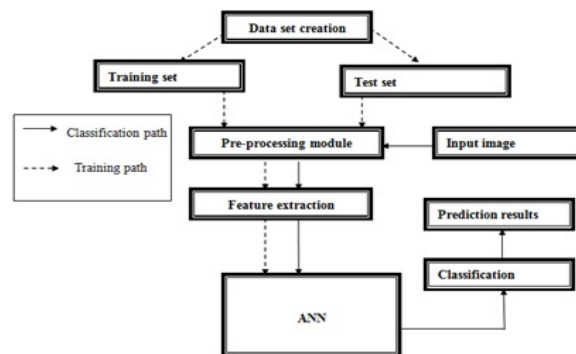 Data set creation
Training set
Test set
Classification path
Training path
Pre-processing module
Input image
Feature extraction
Prediction results
Classification
ANN